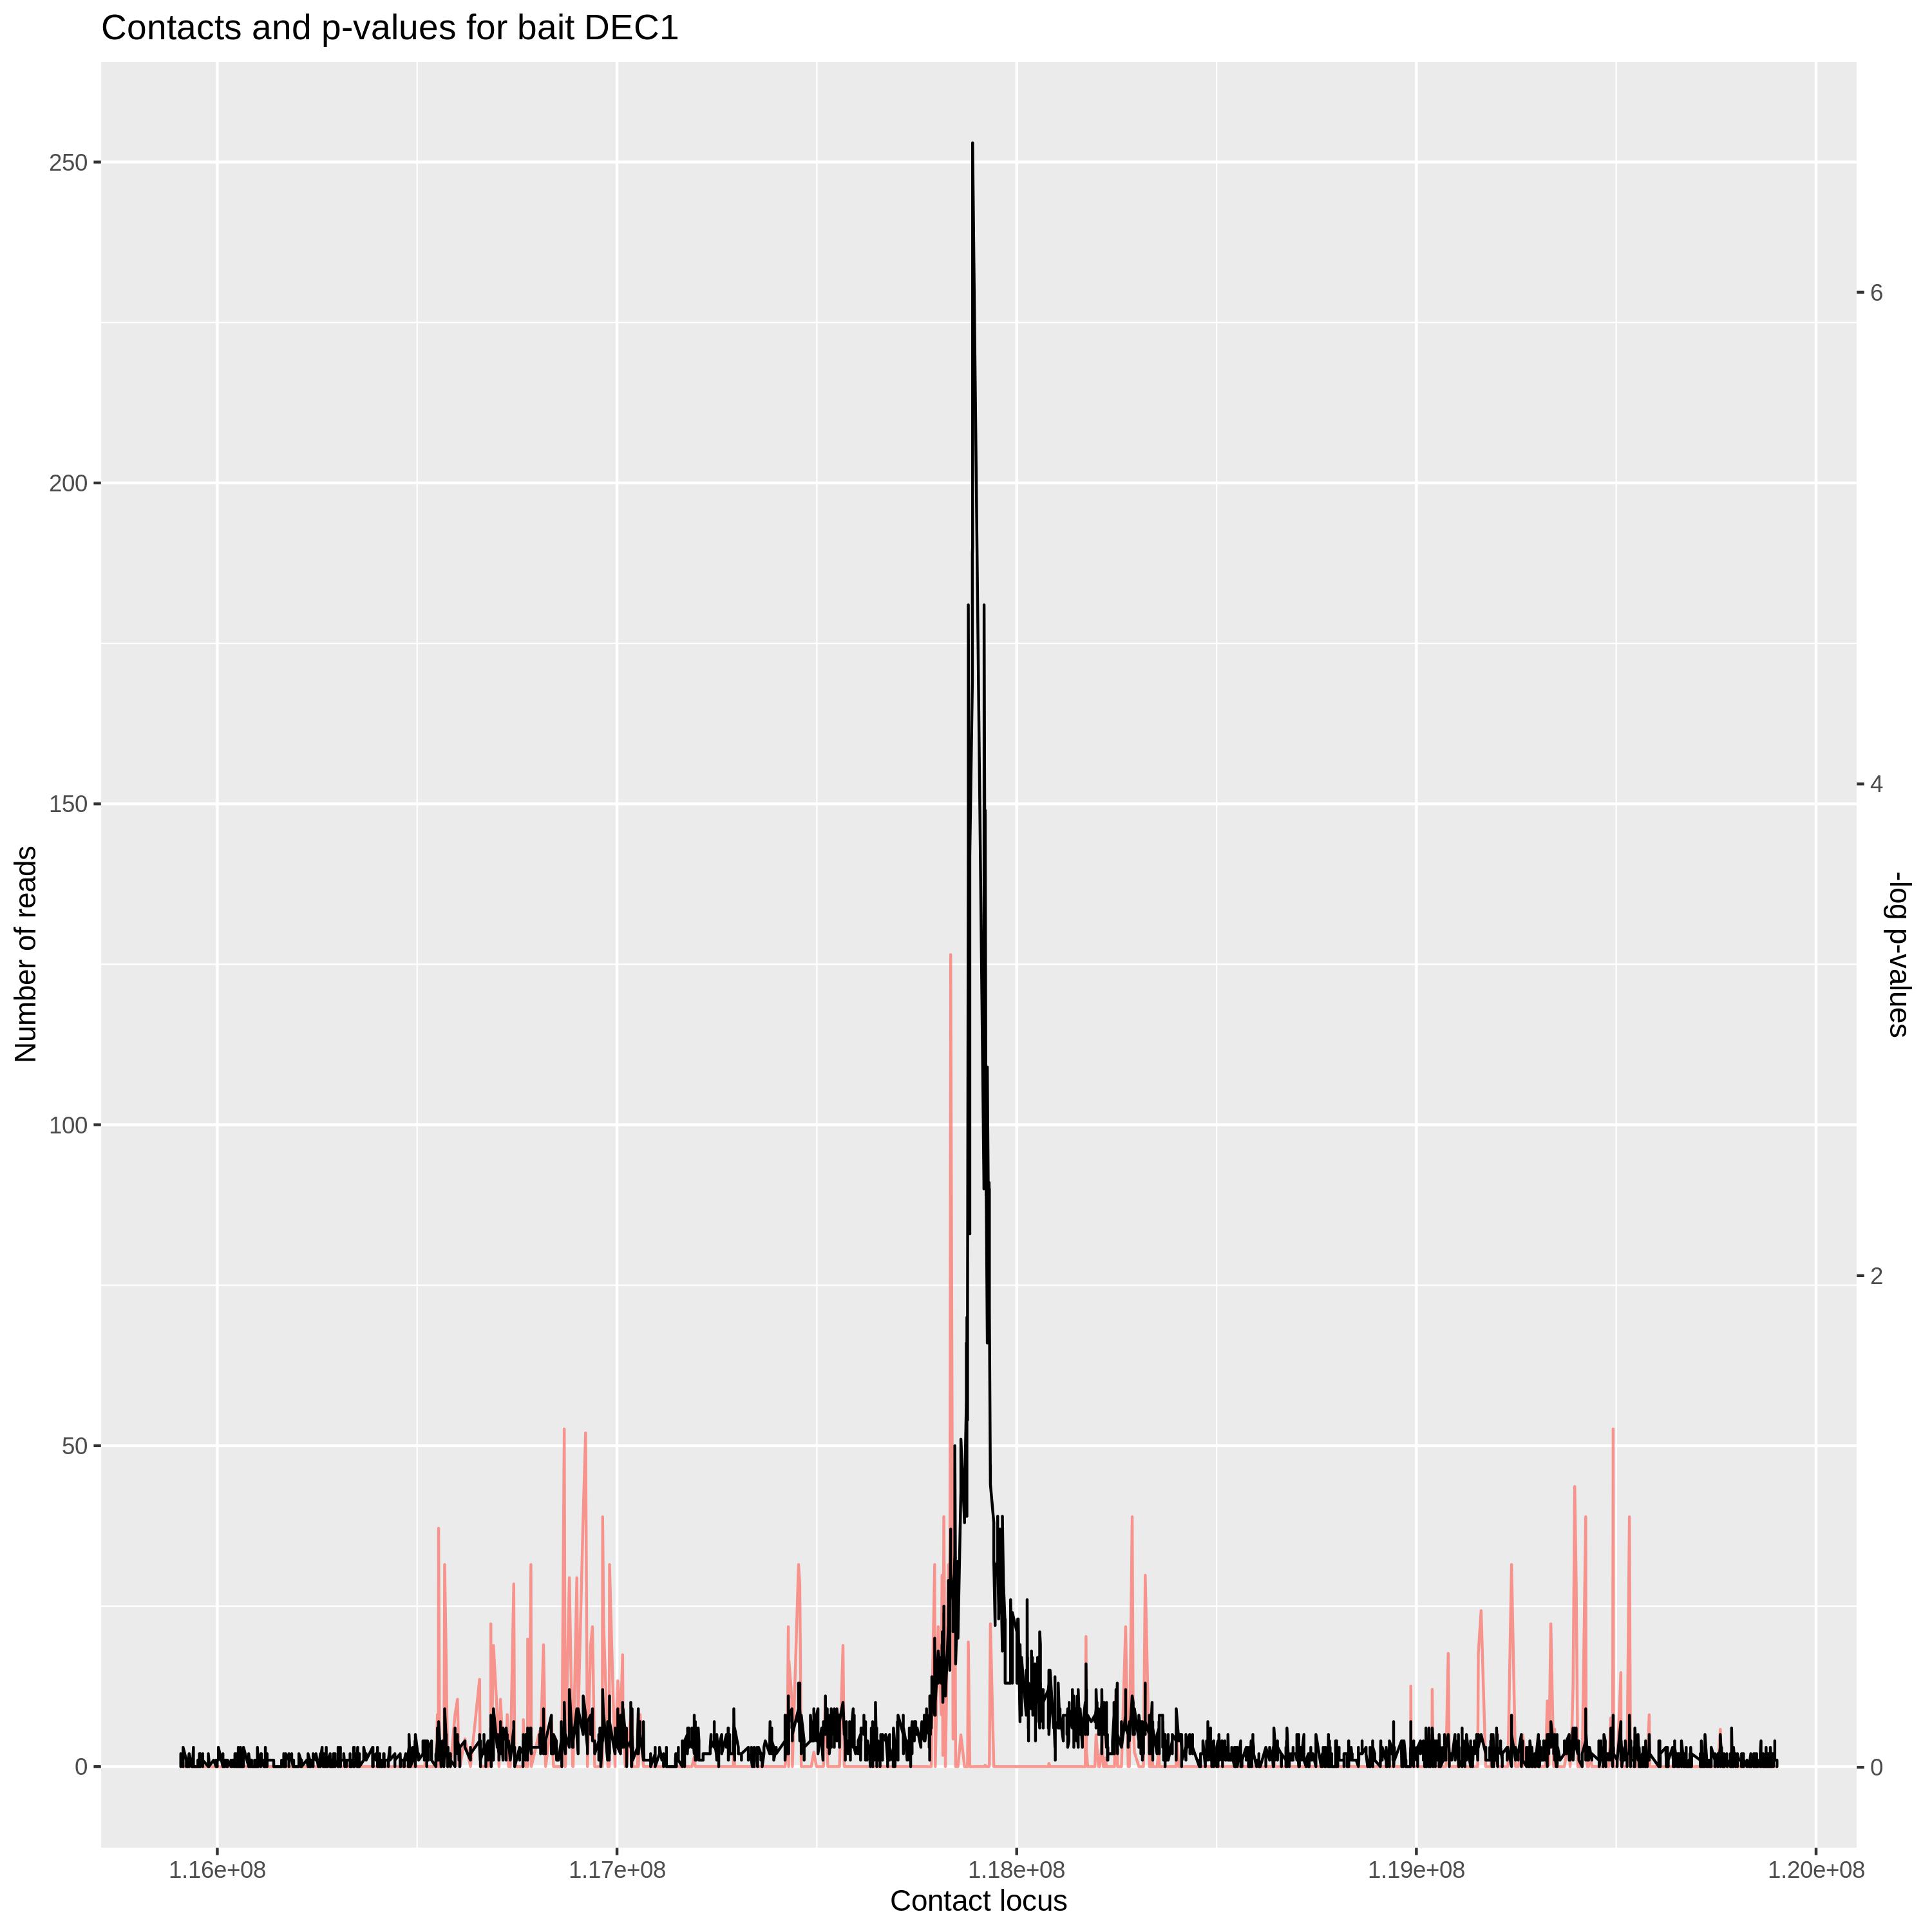 Contacts and p-values for bait DEC1
250
200
150
100
50
0
Number of reads
6
4
2
0
-log p-values
1.16e+08
1.17e+08
1.18e+08
1.19e+08
1.20e+08
Contact locus